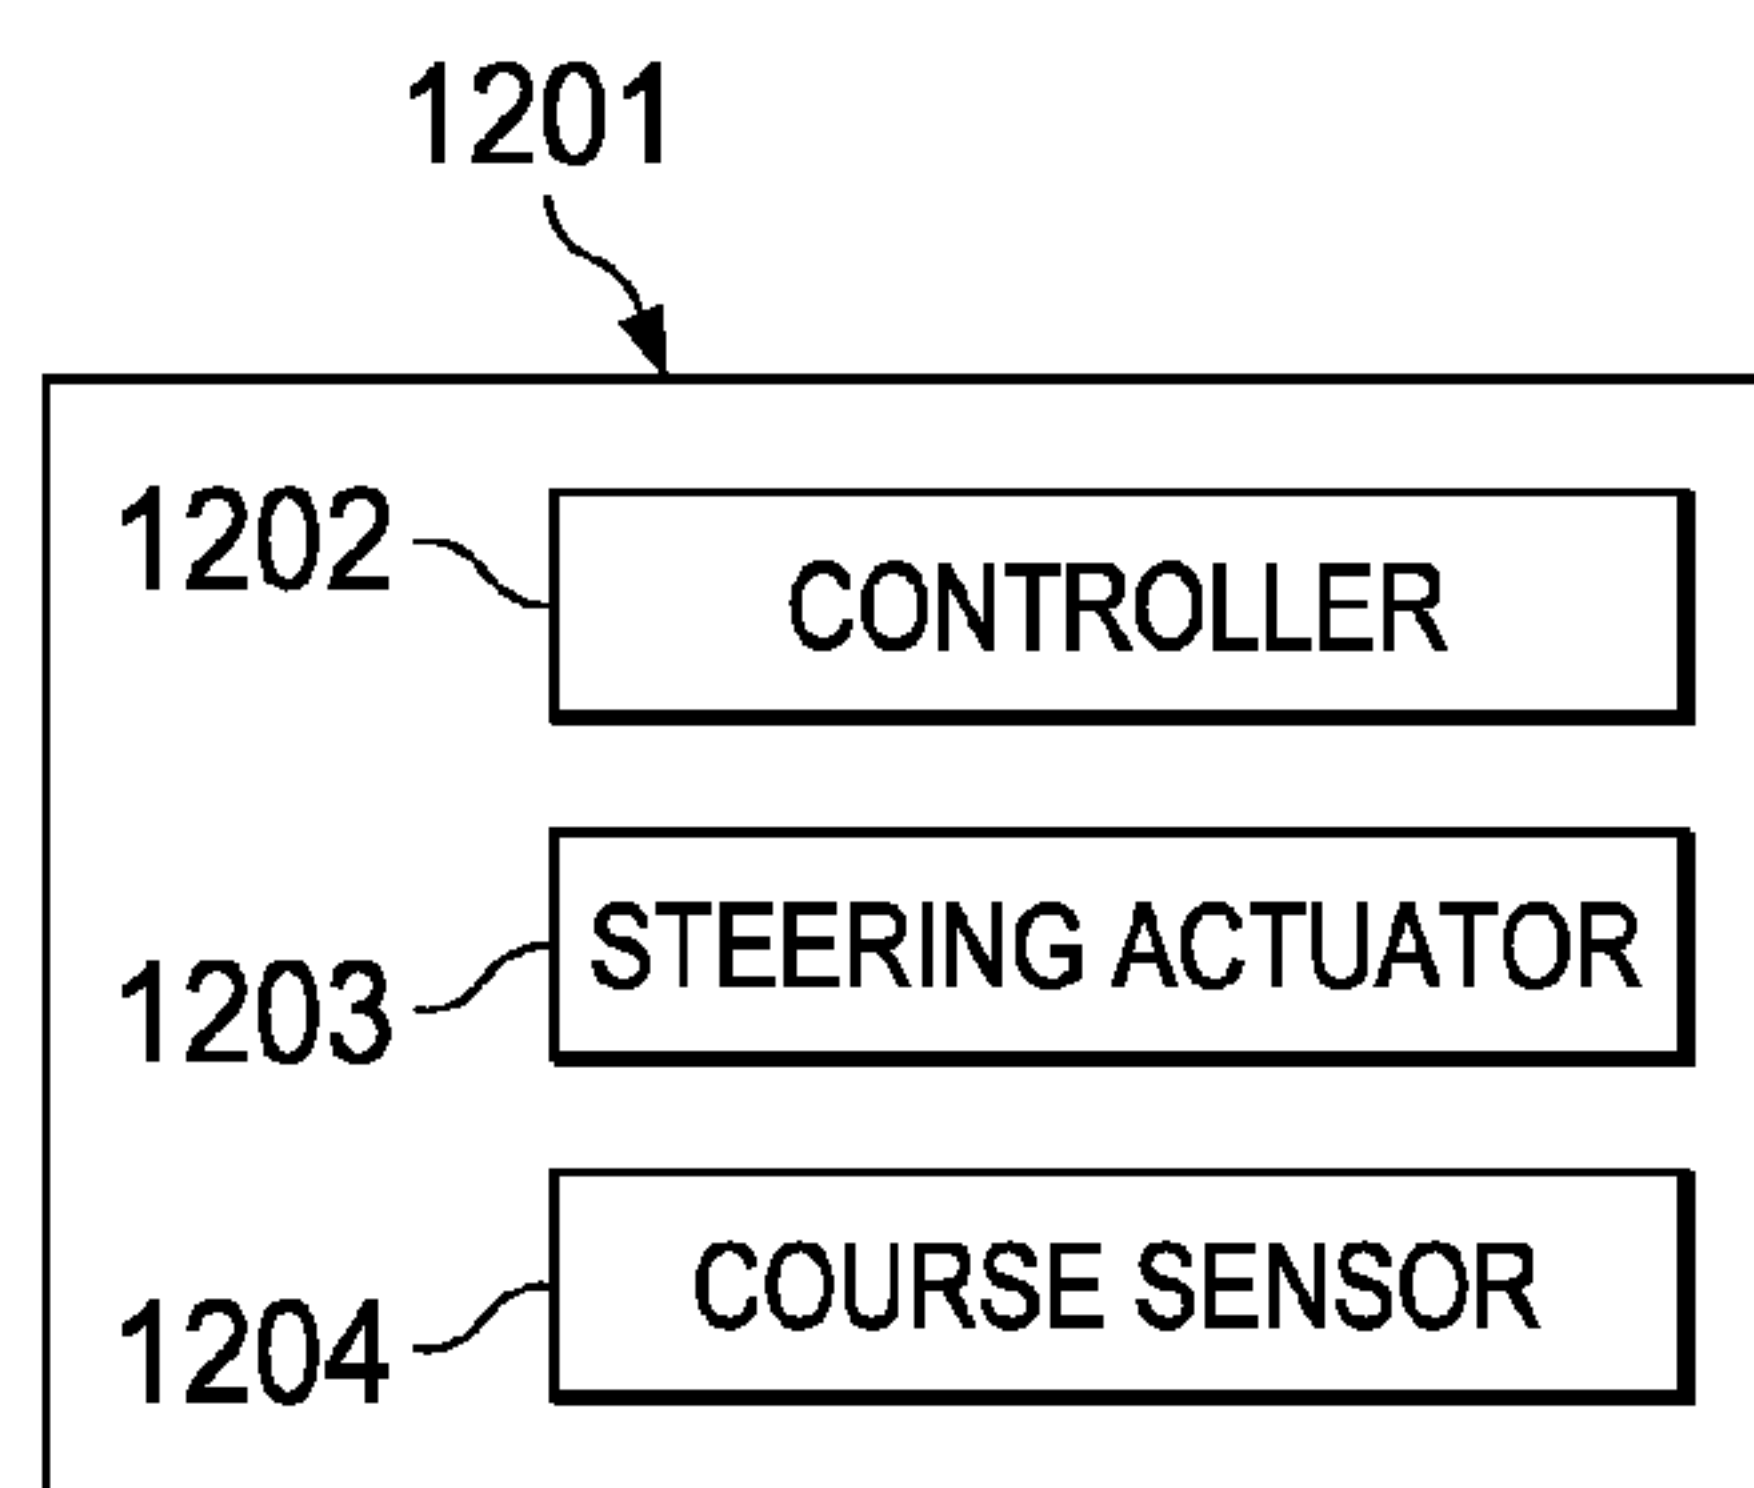 1201
1202
CONTROLLER
STEERING ACTUATOR
1203
COURSE SENSOR
1204